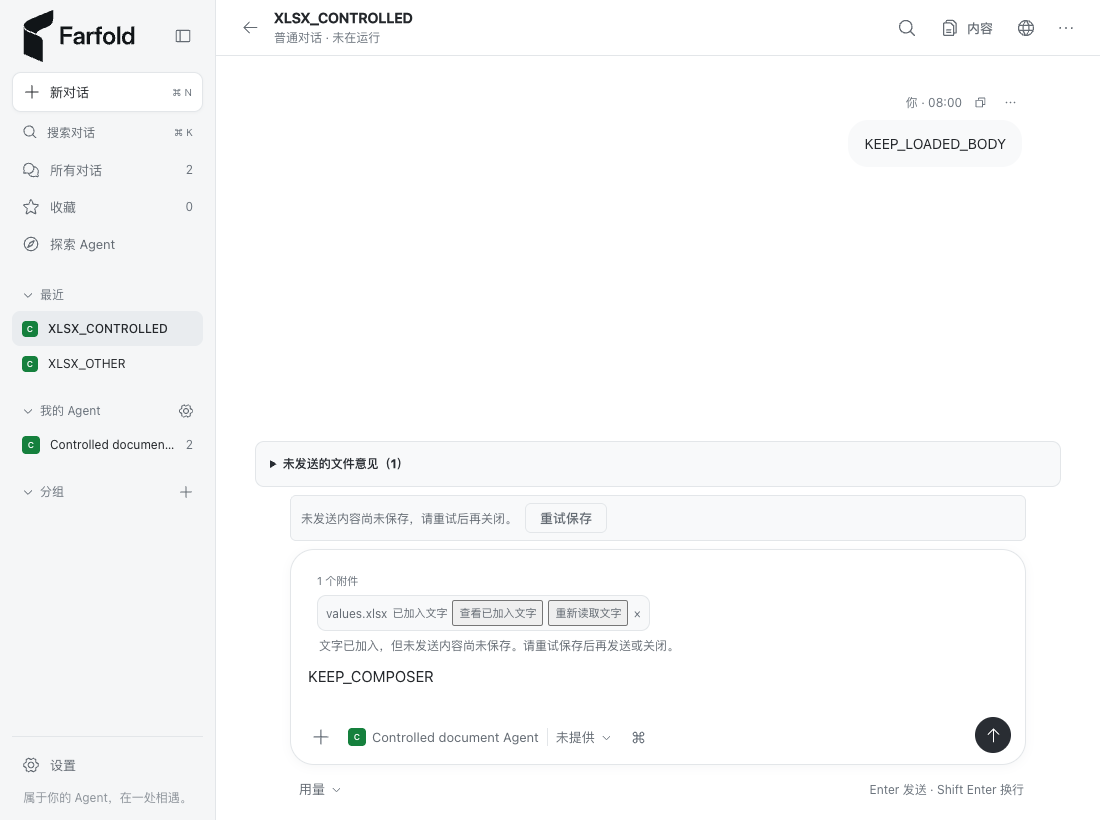 Farfold
新对话 ⌘ N
搜索对话 ⌘ K
所有对话 2
收藏 0
探索 Agent
最近
C XLSX_CONTROLLED
C XLSX_OTHER
我的 Agent
C Controlled documen... 2
分组
设置
属于你的 Agent，在一处相遇。
XLSX_CONTROLLED
普通对话 · 未在运行
内容
你 · 08:00
KEEP_LOADED_BODY
未发送的文件意见（1）
未发送内容尚未保存，请重试后再关闭。 重试保存
1 个附件
values.xlsx 已加入文字 查看已加入文字 重新读取文字 ×
文字已加入，但未发送内容尚未保存。请重试保存后再发送或关闭。
KEEP_COMPOSER
C Controlled document Agent 未提供 ⌘
用量
Enter 发送 · Shift Enter 换行